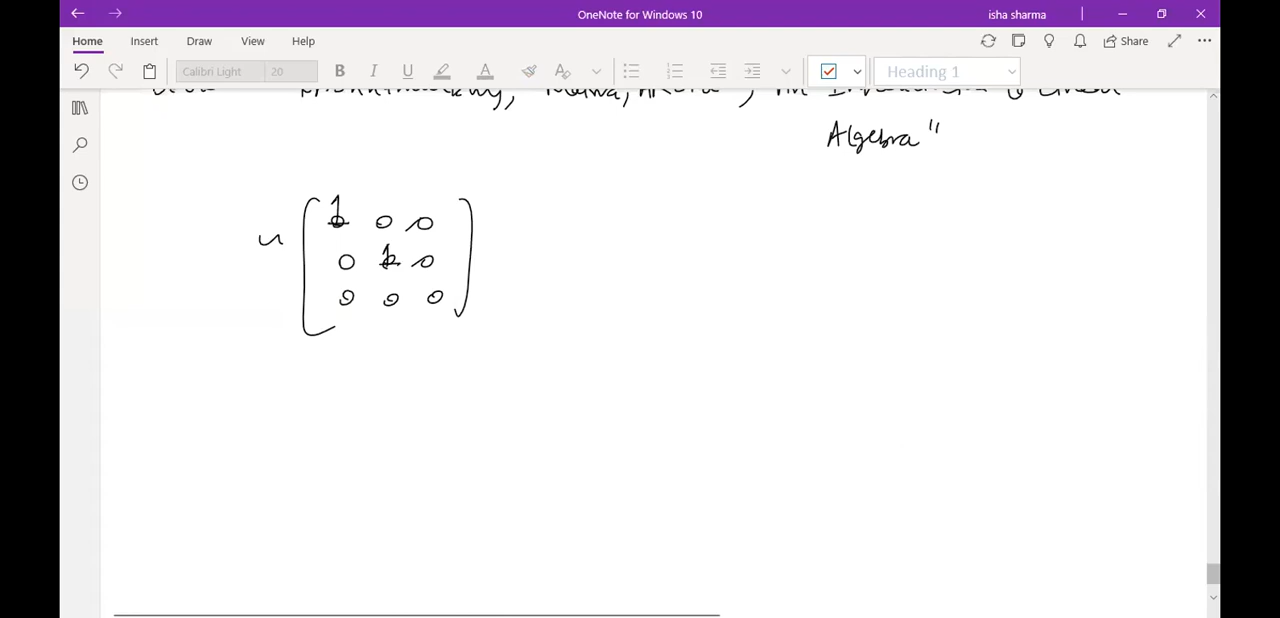 OneNote for Windows 10
isha sharma
Home Insert Draw View Help
Share
Calibri Light 20
B I U A
Heading 1
Algebra"
~ [ 1 0 0
0 1 0
0 0 0 ]